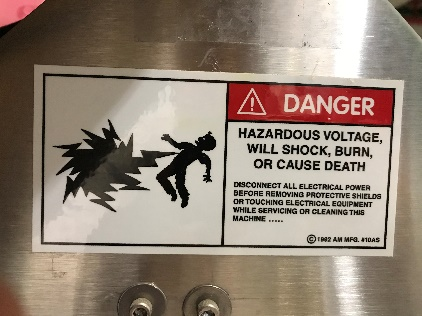 DANGER
HAZARDOUS VOLTAGE,
WILL SHOCK, BURN,
OR CAUSE DEATH
DISCONNECT ALL ELECTRICAL POWER
BEFORE REMOVING PROTECTIVE SHIELDS
OR TOUCHING ELECTRICAL EQUIPMENT
WHILE SERVICING OR CLEANING THIS
MACHINE .....
© 1992 AM MFG. #10AS